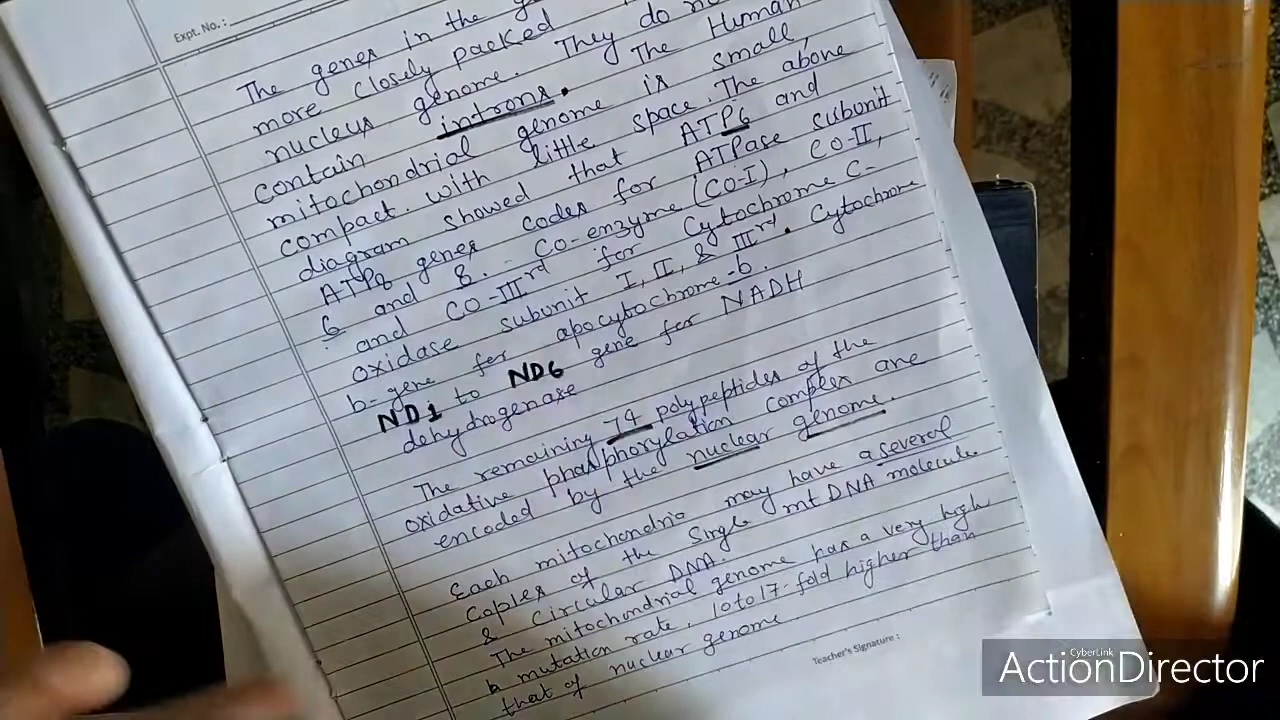 Expt. No. :
The genes in the
more closely packed
nucleus genome. They do
contain introns. The Human
mitochondrial genome is small,
compact. with little space. The above
diagram showed that ATP6 and
ATP8 genes codes for ATPase subunit
6 and 8. CO-enzyme (CO-I), CO-II,
and CO-IIIrd for Cytochrome C-
oxidase subunit I, II, & IIIrd. Cytochrome
b-gene for apocytochrome-b.
ND1 to ND6 gene for NADH
dehydrogenase
The remaining 74 polypeptides of the
oxidative phosphorylation complex are
encoded by the nuclear genome.
Each mitochondria may have a several
Copies of the Single mt DNA molecule
& Circular DNA.
The mitochondrial genome has a very high
mutation rate, 10 to 17-fold higher than
that of nuclear genome
Teacher's Signature :
CyberLink
ActionDirector